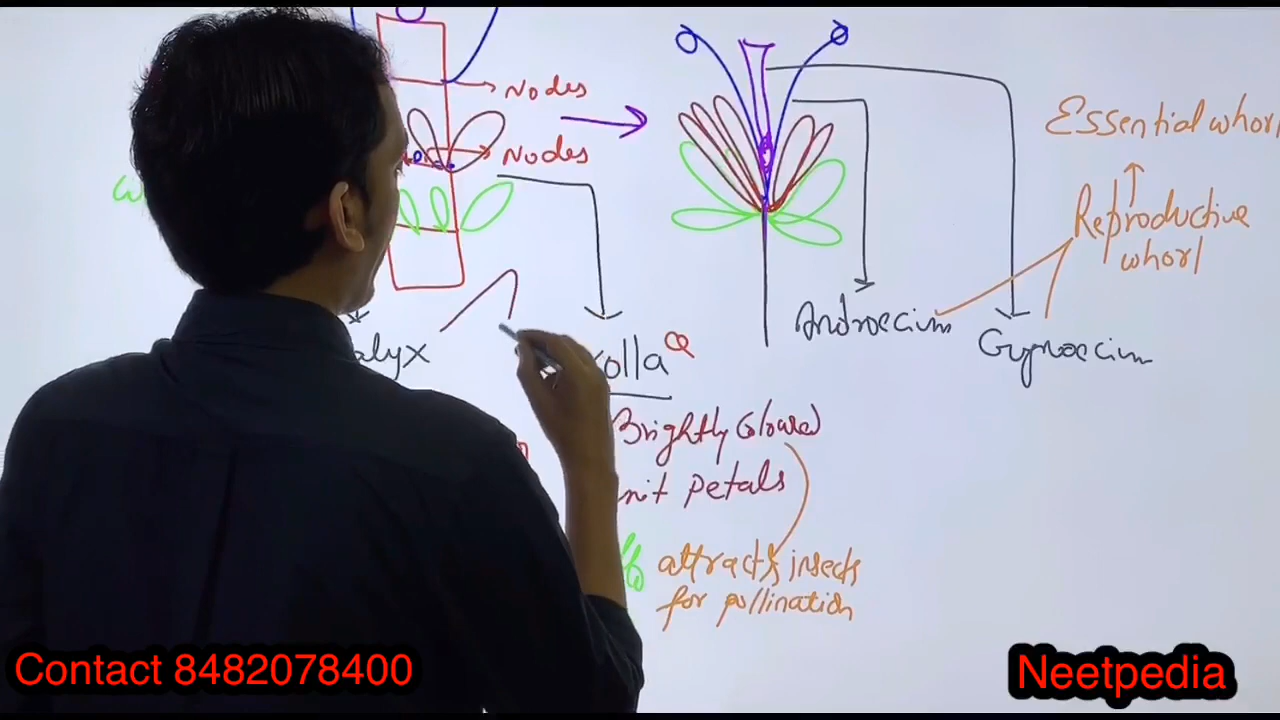 Nodes
Nodes
Essential whorl
Reproductive
whorl
Androecium
Gynoecium
alyx
olla
Brightly Coloured
nit petals
attracts insects
for pollination
Contact 8482078400
Neetpedia